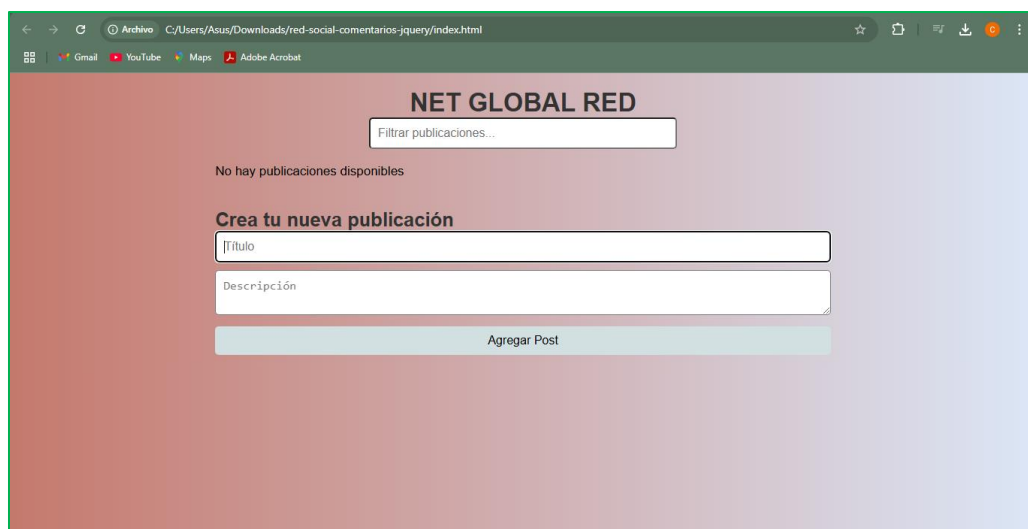 Archivo C:/Users/Asus/Downloads/red-social-comentarios-jquery/index.html
C
Gmail YouTube Maps Adobe Acrobat
NET GLOBAL RED
Filtrar publicaciones...
No hay publicaciones disponibles
Crea tu nueva publicación
Título
Descripción
Agregar Post